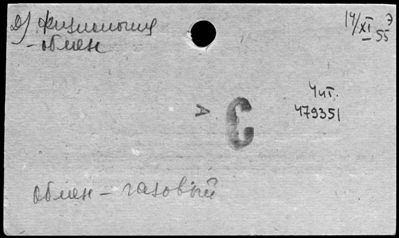 Д) Физиология
- обмен
14/XI Э
- 55
Чит.
479351
А
З
обмен - газовый